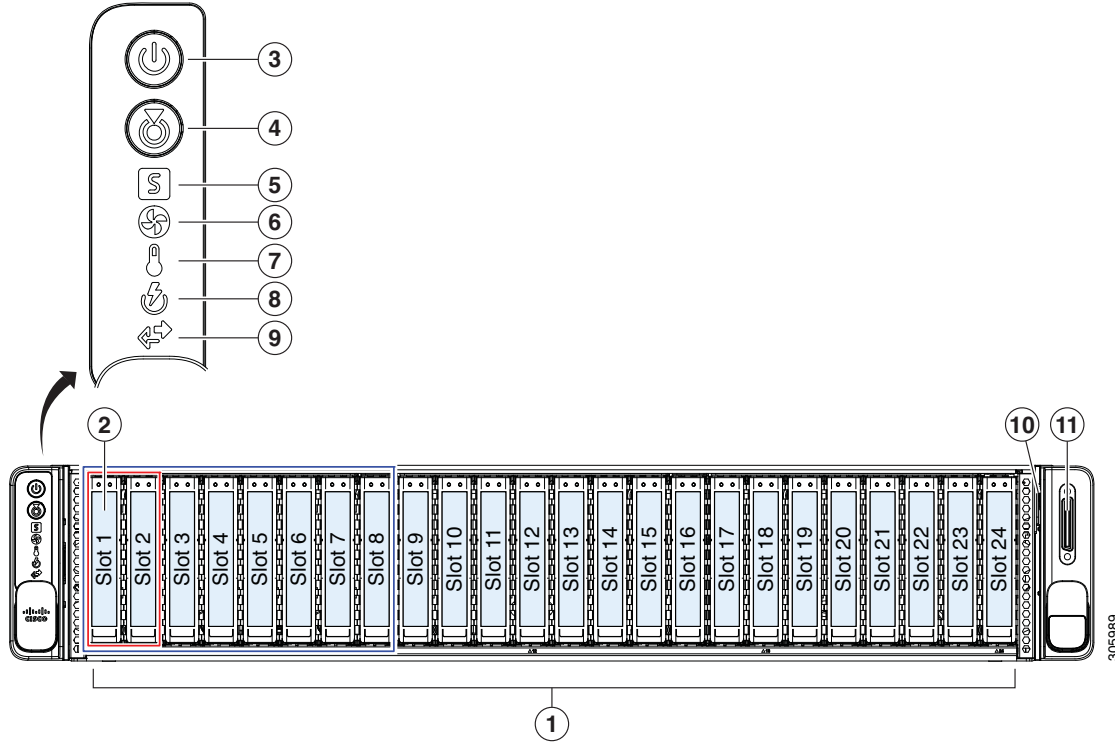 3
4
S
5
6
7
8
9
2
10
11
Slot 1
Slot 2
Slot 3
Slot 4
Slot 5
Slot 6
Slot 7
Slot 8
Slot 9
Slot 10
Slot 11
Slot 12
Slot 13
Slot 14
Slot 15
Slot 16
Slot 17
Slot 18
Slot 19
Slot 20
Slot 21
Slot 22
Slot 23
Slot 24
S
CISCO
305989
1